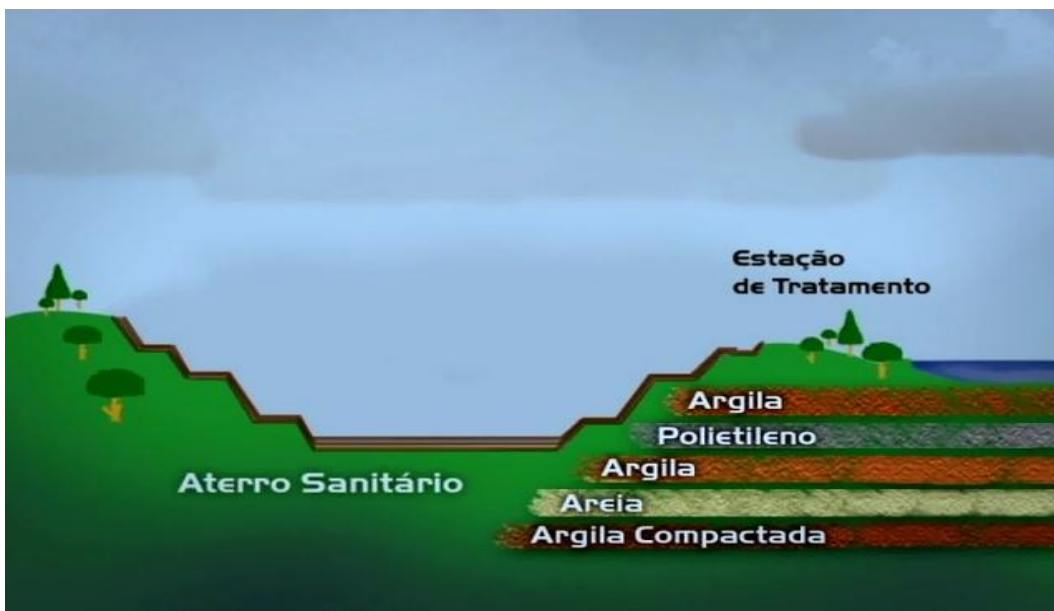 Estação
de Tratamento
Argila
Polietileno
Argila
Aterro Sanitário
Areia
Argila Compactada